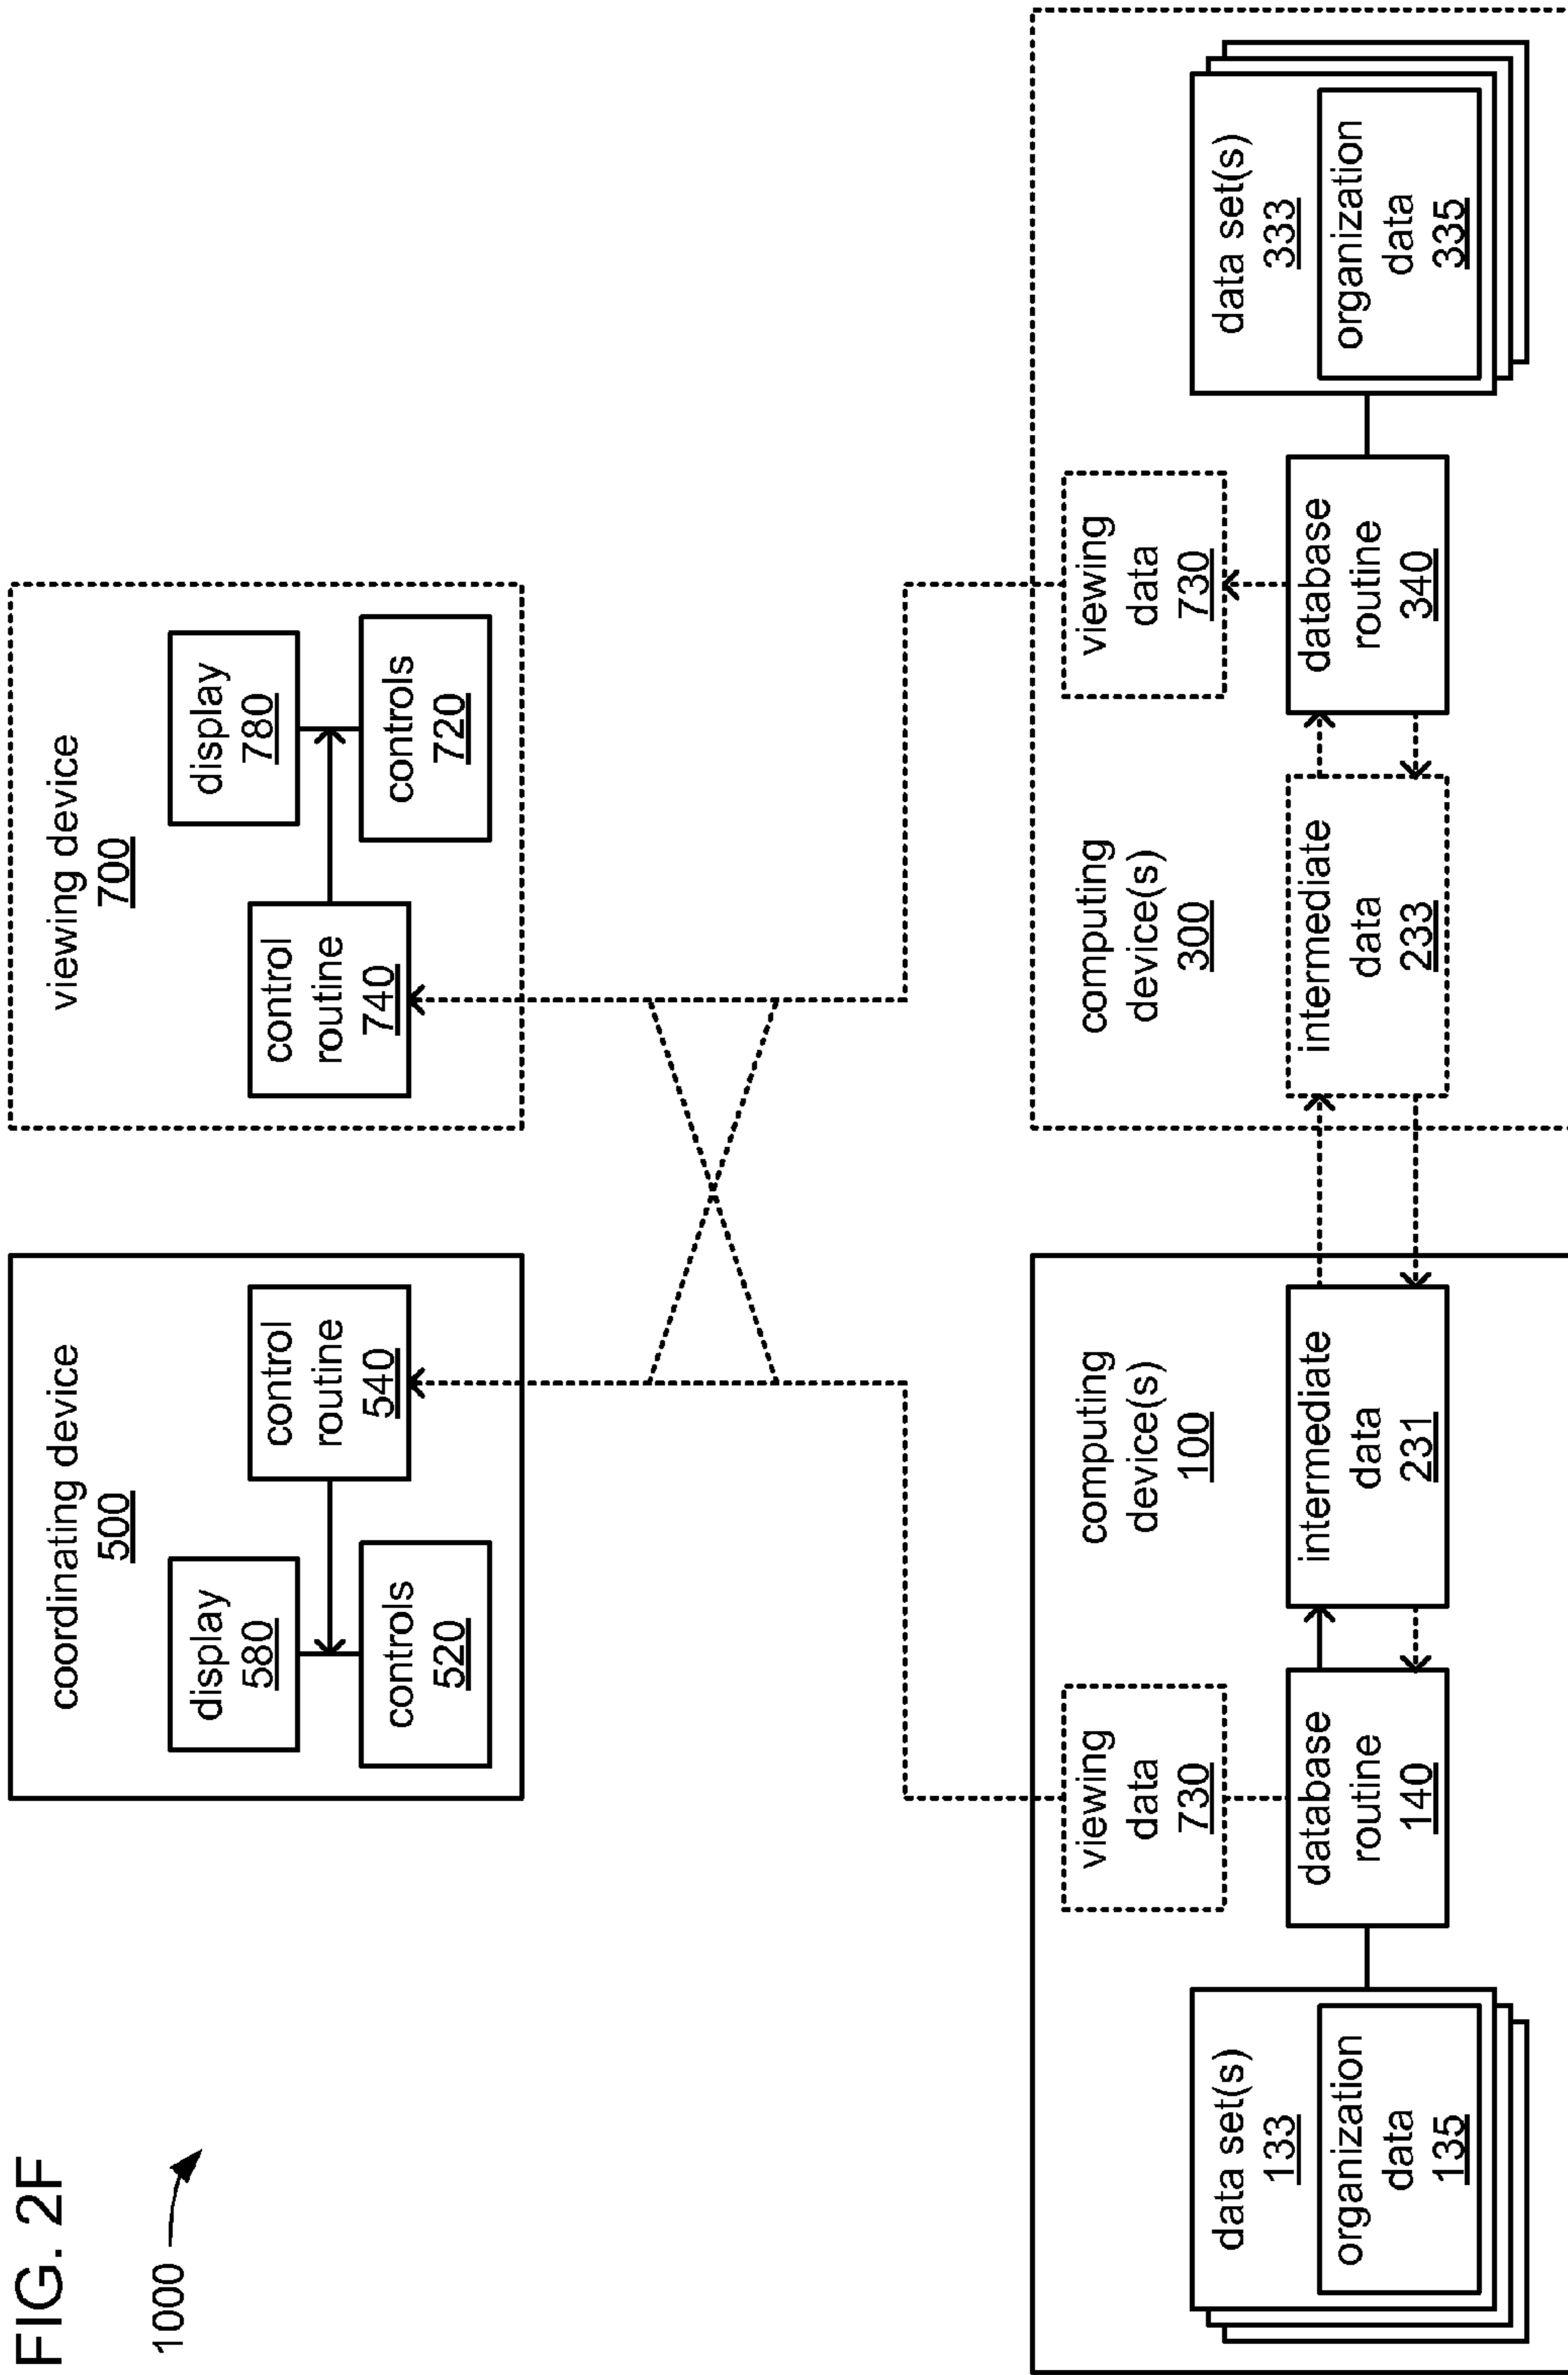 FIG. 2F
1000
coordinating device
500
display
580
controls
520
control
routine
540
viewing device
700
control
routine
740
display
780
controls
720
data set(s)
133
organization
data
135
viewing
data
730
database
routine
140
computing
device(s)
100
intermediate
data
231
computing
device(s)
300
intermediate
data
233
viewing
data
730
database
routine
340
data set(s)
333
organization
data
335